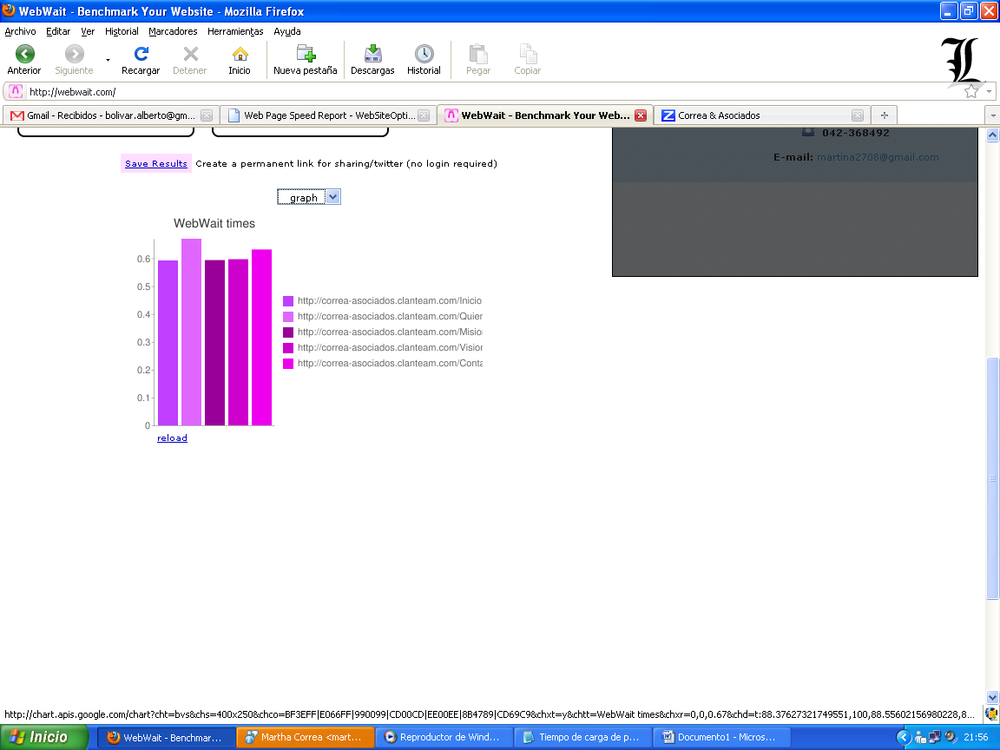 WebWait - Benchmark Your Website - Mozilla Firefox
Archivo Editar Ver Historial Marcadores Herramientas Ayuda
Anterior Siguiente Recargar Detener Inicio Nueva pestaña Descargas Historial Pegar Copiar
http://webwait.com/
Gmail - Recibidos - bolivar.alberto@gm... Web Page Speed Report - WebSiteOpti... WebWait - Benchmark Your Web... Correa & Asociados
042-368492
E-mail: martina2708@gmail.com
Save Results Create a permanent link for sharing/twitter (no login required)
graph
WebWait times
0.6
0.5
0.4
0.3
0.2
0.1
0
http://correa-asociados.clanteam.com/Inicio
http://correa-asociados.clanteam.com/Quier
http://correa-asociados.clanteam.com/Misio
http://correa-asociados.clanteam.com/Vision
http://correa-asociados.clanteam.com/Conta
reload
http://chart.apis.google.com/chart?cht=bvs&chs=400x250&chco=BF3EFF|E066FF|990099|CD00CD|EE00EE|8B4789|CD69C9&chxt=y&chtt=WebWait times&chxr=0,0,0.67&chd=t:88.37627321749551,100,88.55602156980228,8...
Inicio WebWait - Benchmar... Martha Correa <mart... Reproductor de Wind... Tiempo de carga de p... Documento1 - Micros... 21:56